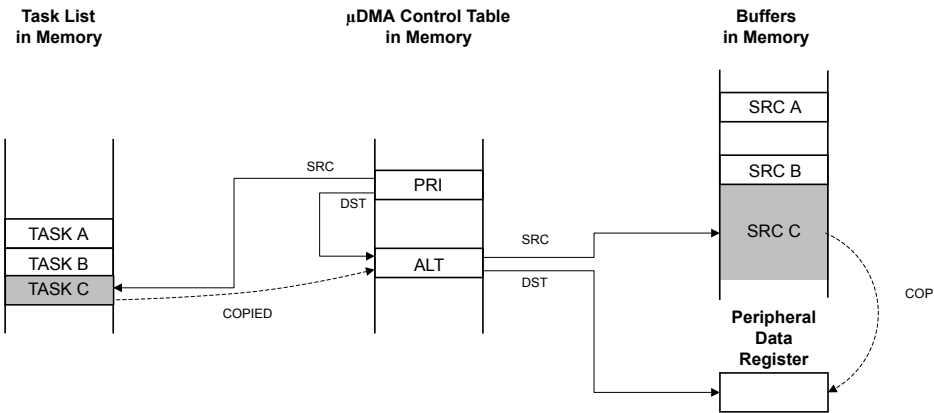 Task List
in Memory
µDMA Control Table
in Memory
Buffers
in Memory
SRC A
SRC B
SRC C
SRC
PRI
DST
TASK A
TASK B
TASK C
ALT
SRC
DST
COPIED
COP
Peripheral
Data
Register